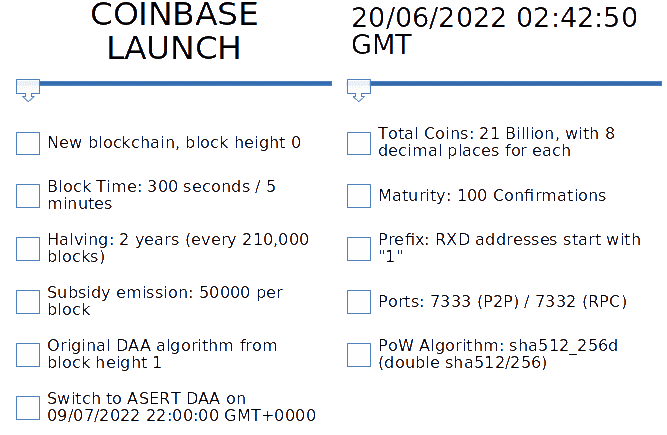 COINBASE
LAUNCH
New blockchain, block height 0
Block Time: 300 seconds / 5
minutes
Halving: 2 years (every 210,000
blocks)
Subsidy emission: 50000 per
block
Original DAA algorithm from
block height 1
Switch to ASERT DAA on
09/07/2022 22:00:00 GMT+0000
20/06/2022 02:42:50
GMT
Total Coins: 21 Billion, with 8
decimal places for each
Maturity: 100 Confirmations
Prefix: RXD addresses start with
"1"
Ports: 7333 (P2P) / 7332 (RPC)
PoW Algorithm: sha512_256d
(double sha512/256)